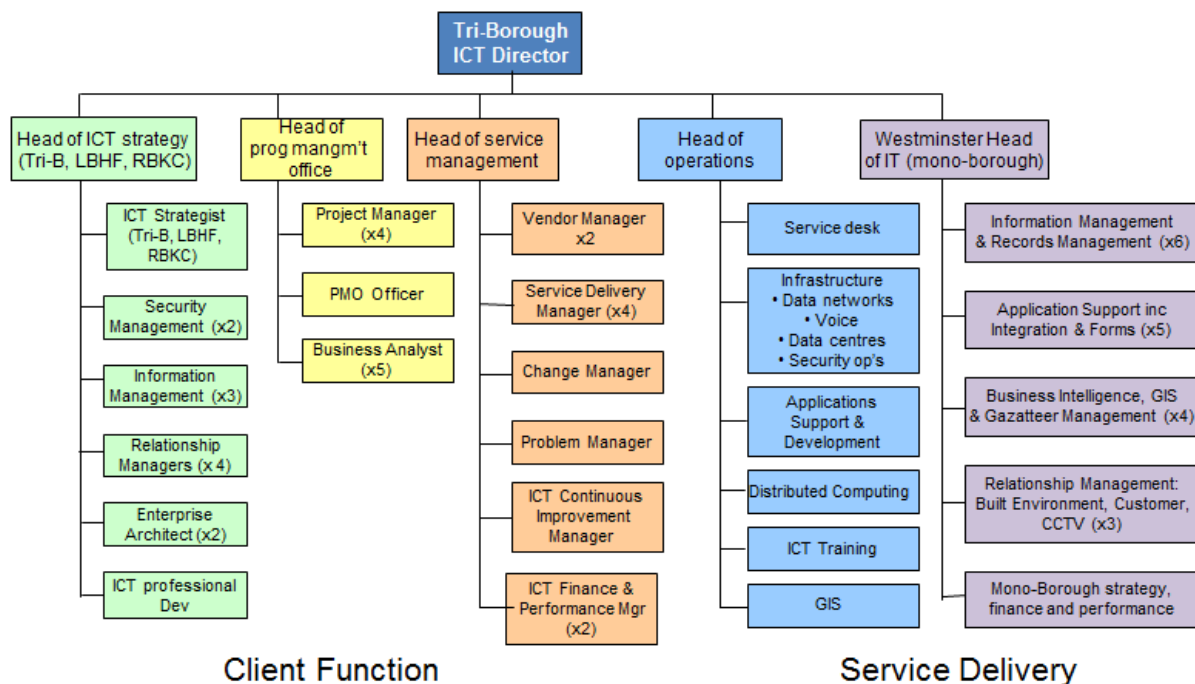 Tri-Borough
ICT Director
Head of ICT strategy
(Tri-B, LBHF, RBKC)
Head of
prog mangm't
office
Head of service
management
Head of
operations
Westminster Head
of IT (mono-borough)
ICT Strategist
(Tri-B, LBHF,
RBKC)
Security
Management (x2)
Information
Management (x3)
Relationship
Managers (x 4)
Enterprise
Architect (x2)
ICT professional
Dev
Project Manager
(x4)
PMO Officer
Business Analyst
(x5)
Vendor Manager
x2
Service Delivery
Manager (x4)
Change Manager
Problem Manager
ICT Continuous
Improvement
Manager
ICT Finance &
Performance Mgr
(x2)
Service desk
Infrastructure
• Data networks
• Voice
• Data centres
• Security op's
Applications
Support &
Development
Distributed Computing
ICT Training
GIS
Information Management
& Records Management (x6)
Application Support inc
Integration & Forms (x5)
Business Intelligence, GIS
& Gazatteer Management (x4)
Relationship Management:
Built Environment, Customer,
CCTV (x3)
Mono-Borough strategy,
finance and performance
Client Function
Service Delivery